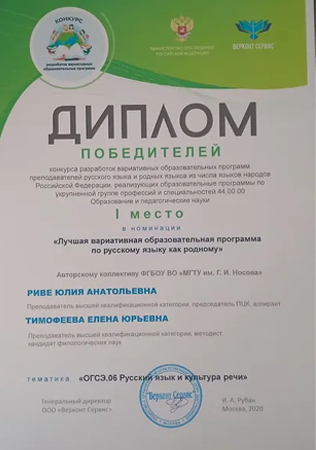 КОНКУРС
разработок вариативных
образовательных программ
МИНИСТЕРСТВО ПРОСВЕЩЕНИЯ
РОССИЙСКОЙ ФЕДЕРАЦИИ
ВЕРКОНТ СЕРВИС
ДИПЛОМ
ПОБЕДИТЕЛЕЙ
конкурса разработок вариативных образовательных программ
преподавателей русского языка и родных языков из числа языков народов
Российской Федерации, реализующих образовательные программы по
укрупненной группе профессий и специальностей 44.00.00
Образование и педагогические науки
I место
в номинации
«Лучшая вариативная образовательная программа
по русскому языку как родному»
Авторскому коллективу ФГБОУ ВО «МГТУ им. Г. И. Носова»
РИВЕ ЮЛИЯ АНАТОЛЬЕВНА
Преподаватель высшей квалификационной категории, председатель ПЦК, аспирант
ТИМОФЕЕВА ЕЛЕНА ЮРЬЕВНА
Преподаватель высшей квалификационной категории, методист,
кандидат филологических наук
тематика «ОГСЭ.06 Русский язык и культура речи»
Генеральный директор
ООО «Верконт Сервис»
"Верконт Сервис"
И. А. Рубан
Москва, 2020